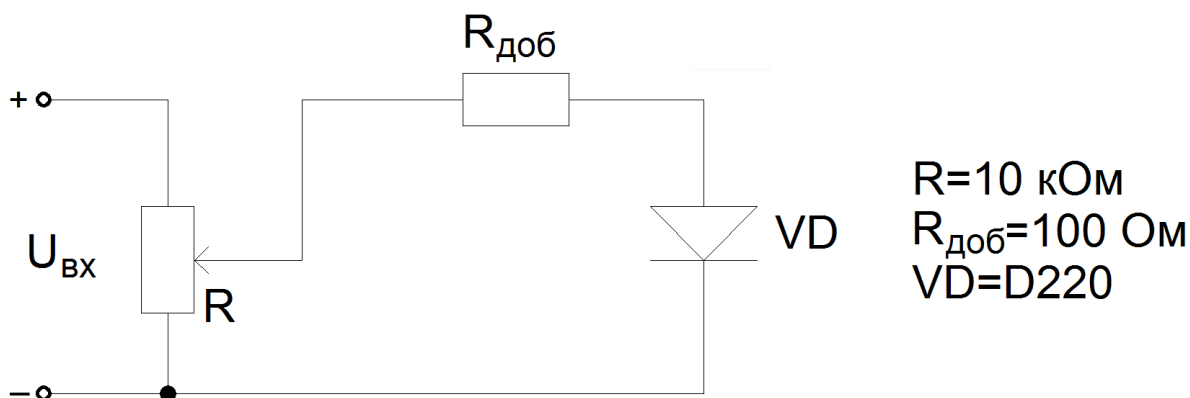 Rдоб
+
Uвх
R
VD
–
R=10 кОм
Rдоб=100 Ом
VD=D220